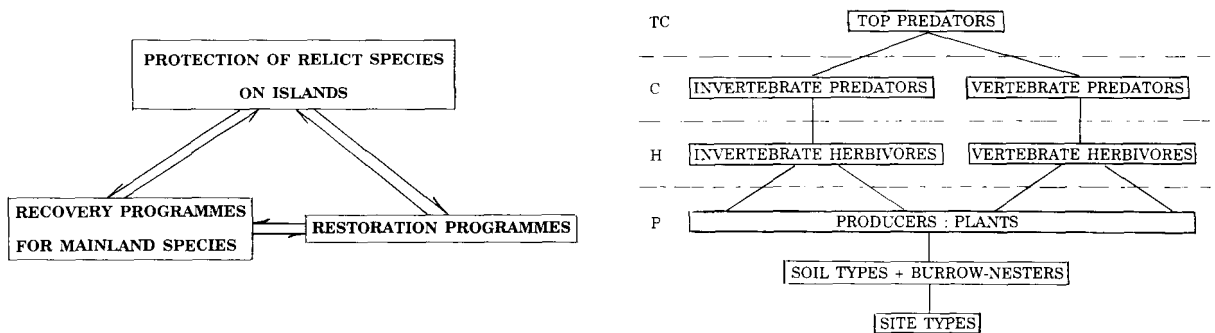 PROTECTION OF RELICT SPECIES
ON ISLANDS
RECOVERY PROGRAMMES
FOR MAINLAND SPECIES
RESTORATION PROGRAMMES
TC
TOP PREDATORS
C
INVERTEBRATE PREDATORS
VERTEBRATE PREDATORS
H
INVERTEBRATE HERBIVORES
VERTEBRATE HERBIVORES
P
PRODUCERS : PLANTS
SOIL TYPES + BURROW-NESTERS
SITE TYPES